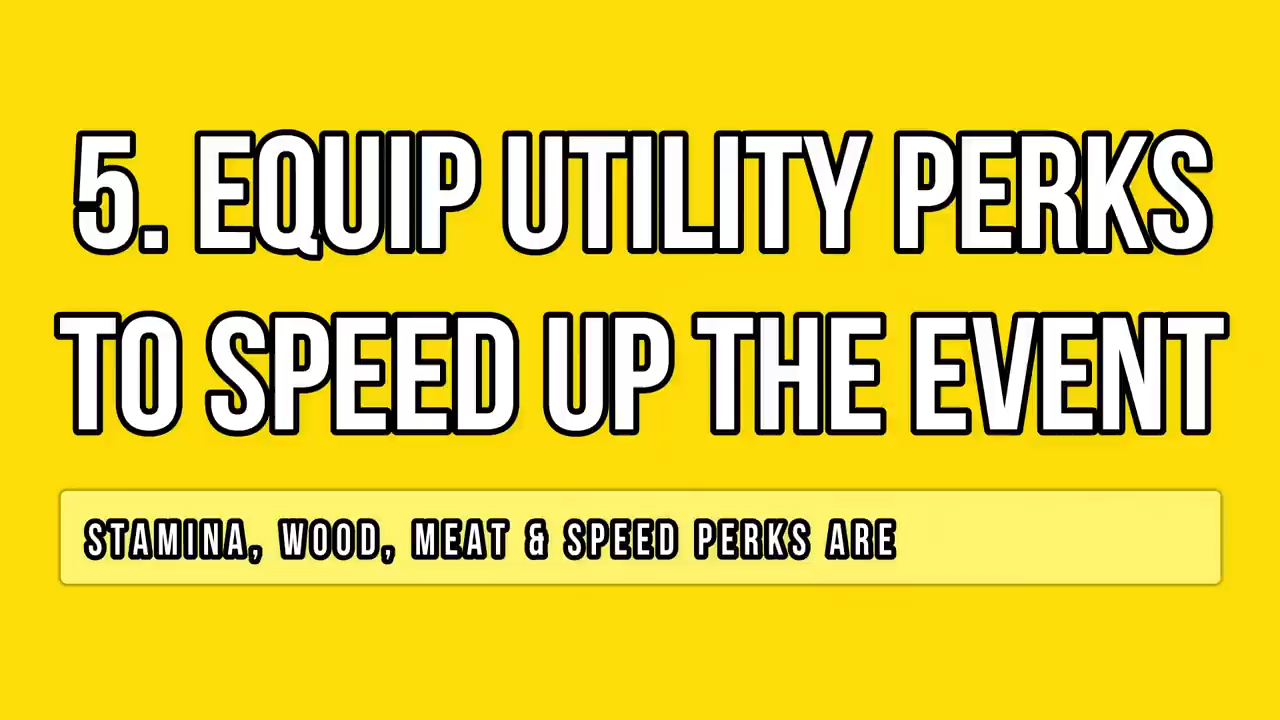 5. EQUIP UTILITY PERKS
TO SPEED UP THE EVENT
STAMINA, WOOD, MEAT & SPEED PERKS ARE